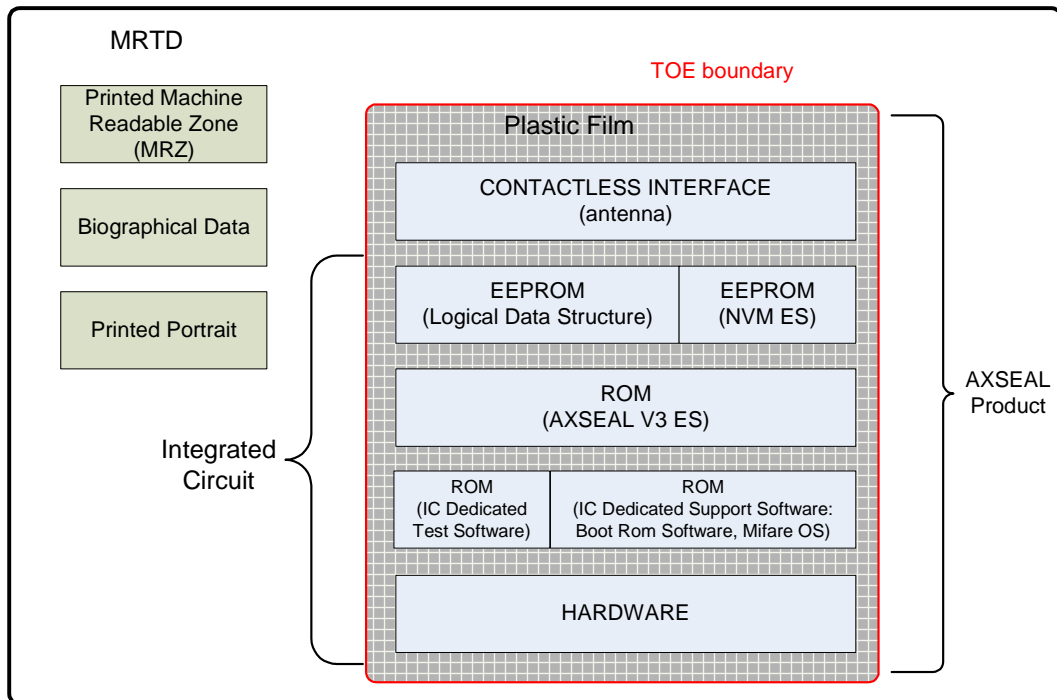 MRTD
Printed Machine
Readable Zone
(MRZ)
Biographical Data
Printed Portrait
Integrated
Circuit
TOE boundary
Plastic Film
CONTACTLESS INTERFACE
(antenna)
EEPROM
(Logical Data Structure)
EEPROM
(NVM ES)
ROM
(AXSEAL V3 ES)
ROM
(IC Dedicated
Test Software)
ROM
(IC Dedicated Support Software:
Boot Rom Software, Mifare OS)
HARDWARE
AXSEAL
Product